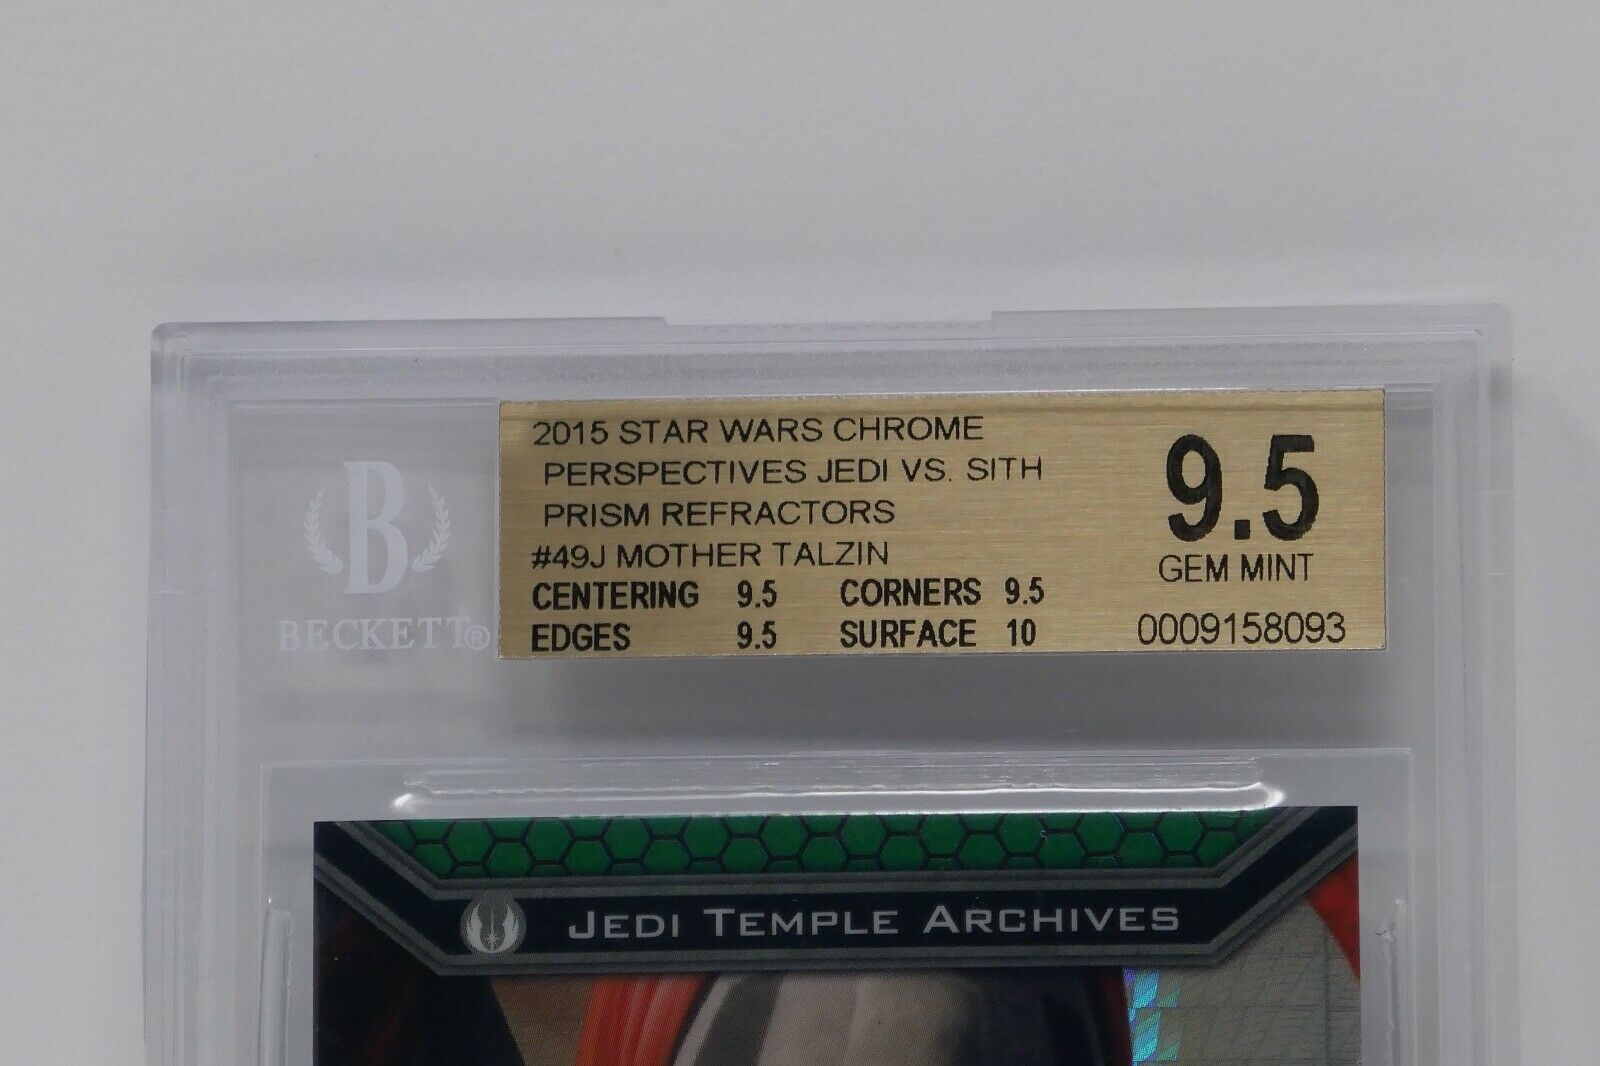 2015 STAR WARS CHROME
PERSPECTIVES JEDI VS. SITH
PRISM REFRACTORS
#49J MOTHER TALZIN
CENTERING 9.5 CORNERS 9.5
EDGES 9.5 SURFACE 10
9.5
GEM MINT
0009158093
B
BECKETT®
JEDI TEMPLE ARCHIVES